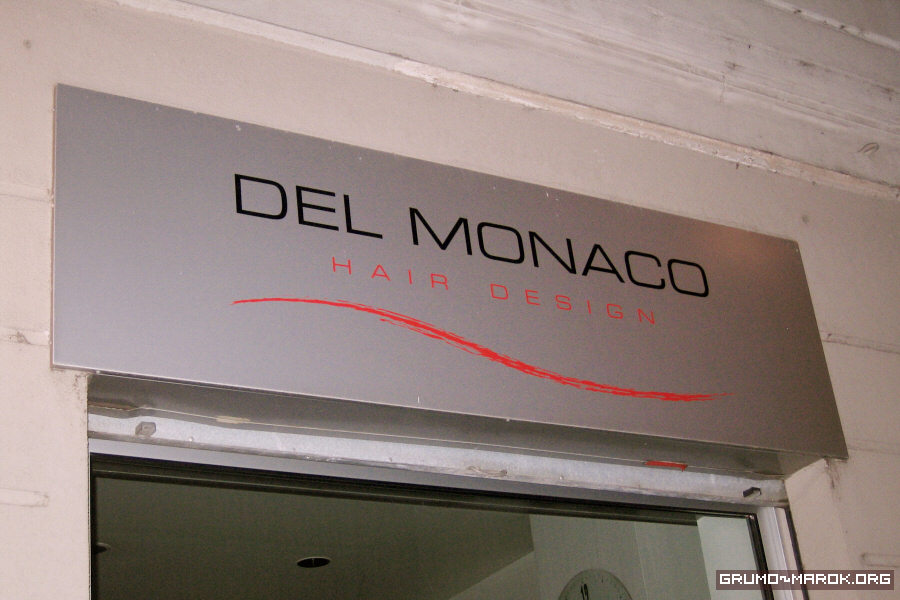 DEL MONACO
HAIR DESIGN
GRUMO-MAROK.ORG